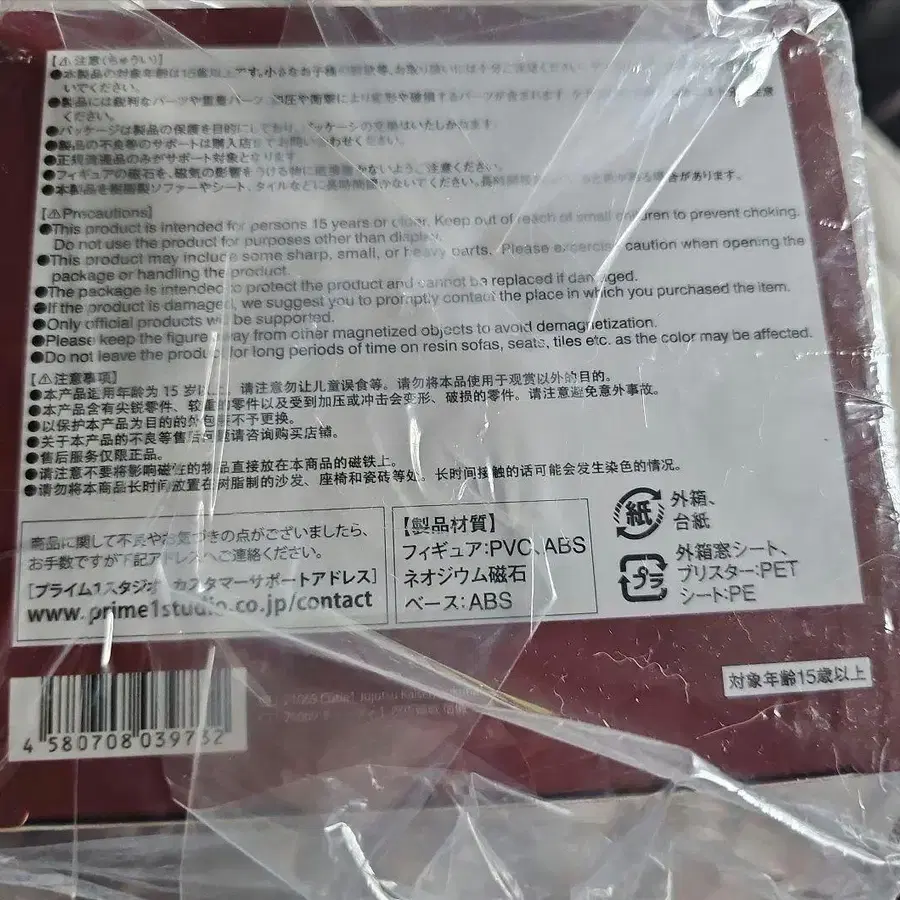 【⚠注意(ちゅうい)】
●本製品の対象年齢は15歳以上です。小さなお子様の
いでください。
●製品には鋭利なパーツや重量パーツ、加圧や衝撃により変形や破損するパーツが含まれます。
ください。
●パッケージは製品の保護を目的にしており、パッケージの交換はいたしかねます。
●製品の不良等のサポートは購入店までお問い合わせください。
●正規流通品のみがサポート対象となります。
●フィギュアの磁石を、磁気の影響をうける物に直接置かないようご注意ください。
●本製品を樹脂製ソファーやシート、タイルなどに長時間置かないでください。長時間 場合があります。
【⚠Precautions】
●This product is intended for persons 15 years or older. Keep out of reach of small children to prevent choking.
Do not use the product for purposes other than display.
●This product may include some sharp, small, or heavy parts. Please exercise caution when opening the
package or handling the product.
●The package is intended to protect the product and cannot be replaced if damaged.
●If the product is damaged, we suggest you to promptly contact the place in which you purchased the item.
●Only official products will be supported.
●Please keep the figure away from other magnetized objects to avoid demagnetization.
●Do not leave the product for long periods of time on resin sofas, seats, tiles etc. as the color may be affected.
【⚠注意事项】
●本产品适用年龄为 15 岁以上。请注意勿让儿童误食等。请勿将本品使用于观赏以外的目的。
●本产品含有尖锐零件、较重的零件以及受到加压或冲击会变形、破损的零件。请注意避免意外事故。
●以保护本产品为目的的外包装不予更换。
●关于本产品的不良等售后问题请咨询购买店铺。
●售后服务仅限正品。
●请注意不要将影响磁性的物品直接放在本商品的磁铁上。
●请勿将本商品长时间放置在树脂制的沙发、座椅和瓷砖等处。长时间接触的话可能会发生染色的情况。
商品に関して不良やお気づきの点がございましたら、
お手数ですが下記アドレスへご連絡ください。
[プライム1スタジオ カスタマーサポートアドレス]
www.prime1studio.co.jp/contact
【製品材質】
フィギュア:PVC、ABS
ネオジウム磁石
ベース:ABS
紙
外箱、
台紙
プラ
外箱窓シート、
ブリスター:PET
シート:PE
対象年齢15歳以上
4 580708 039732
Cutie1 Jujutsu